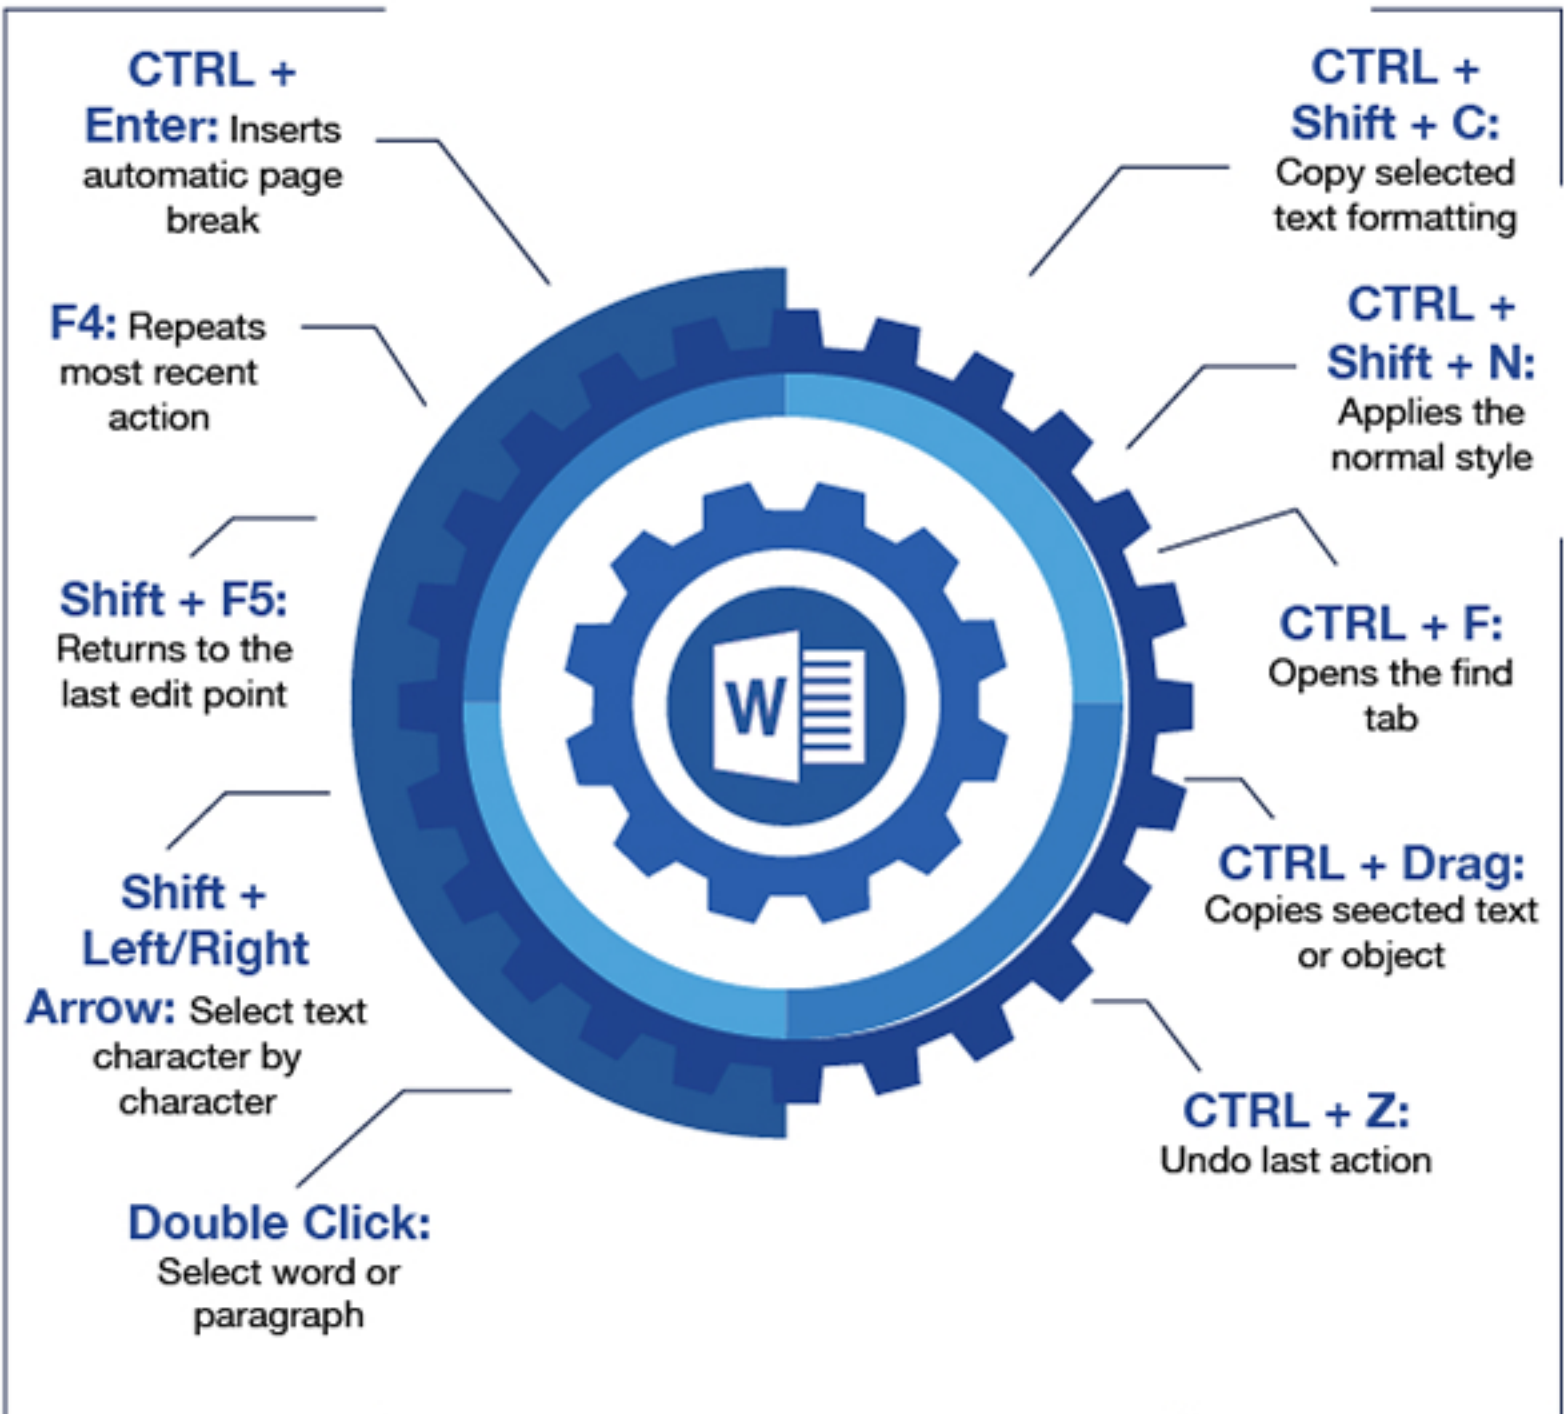 CTRL +
Enter: Inserts
automatic page
break
F4: Repeats
most recent
action
Shift + F5:
Returns to the
last edit point
Shift +
Left/Right
Arrow: Select text
character by
character
Double Click:
Select word or
paragraph
W
CTRL +
Shift + C:
Copy selected
text formatting
CTRL +
Shift + N:
Applies the
normal style
CTRL + F:
Opens the find
tab
CTRL + Drag:
Copies seected text
or object
CTRL + Z:
Undo last action